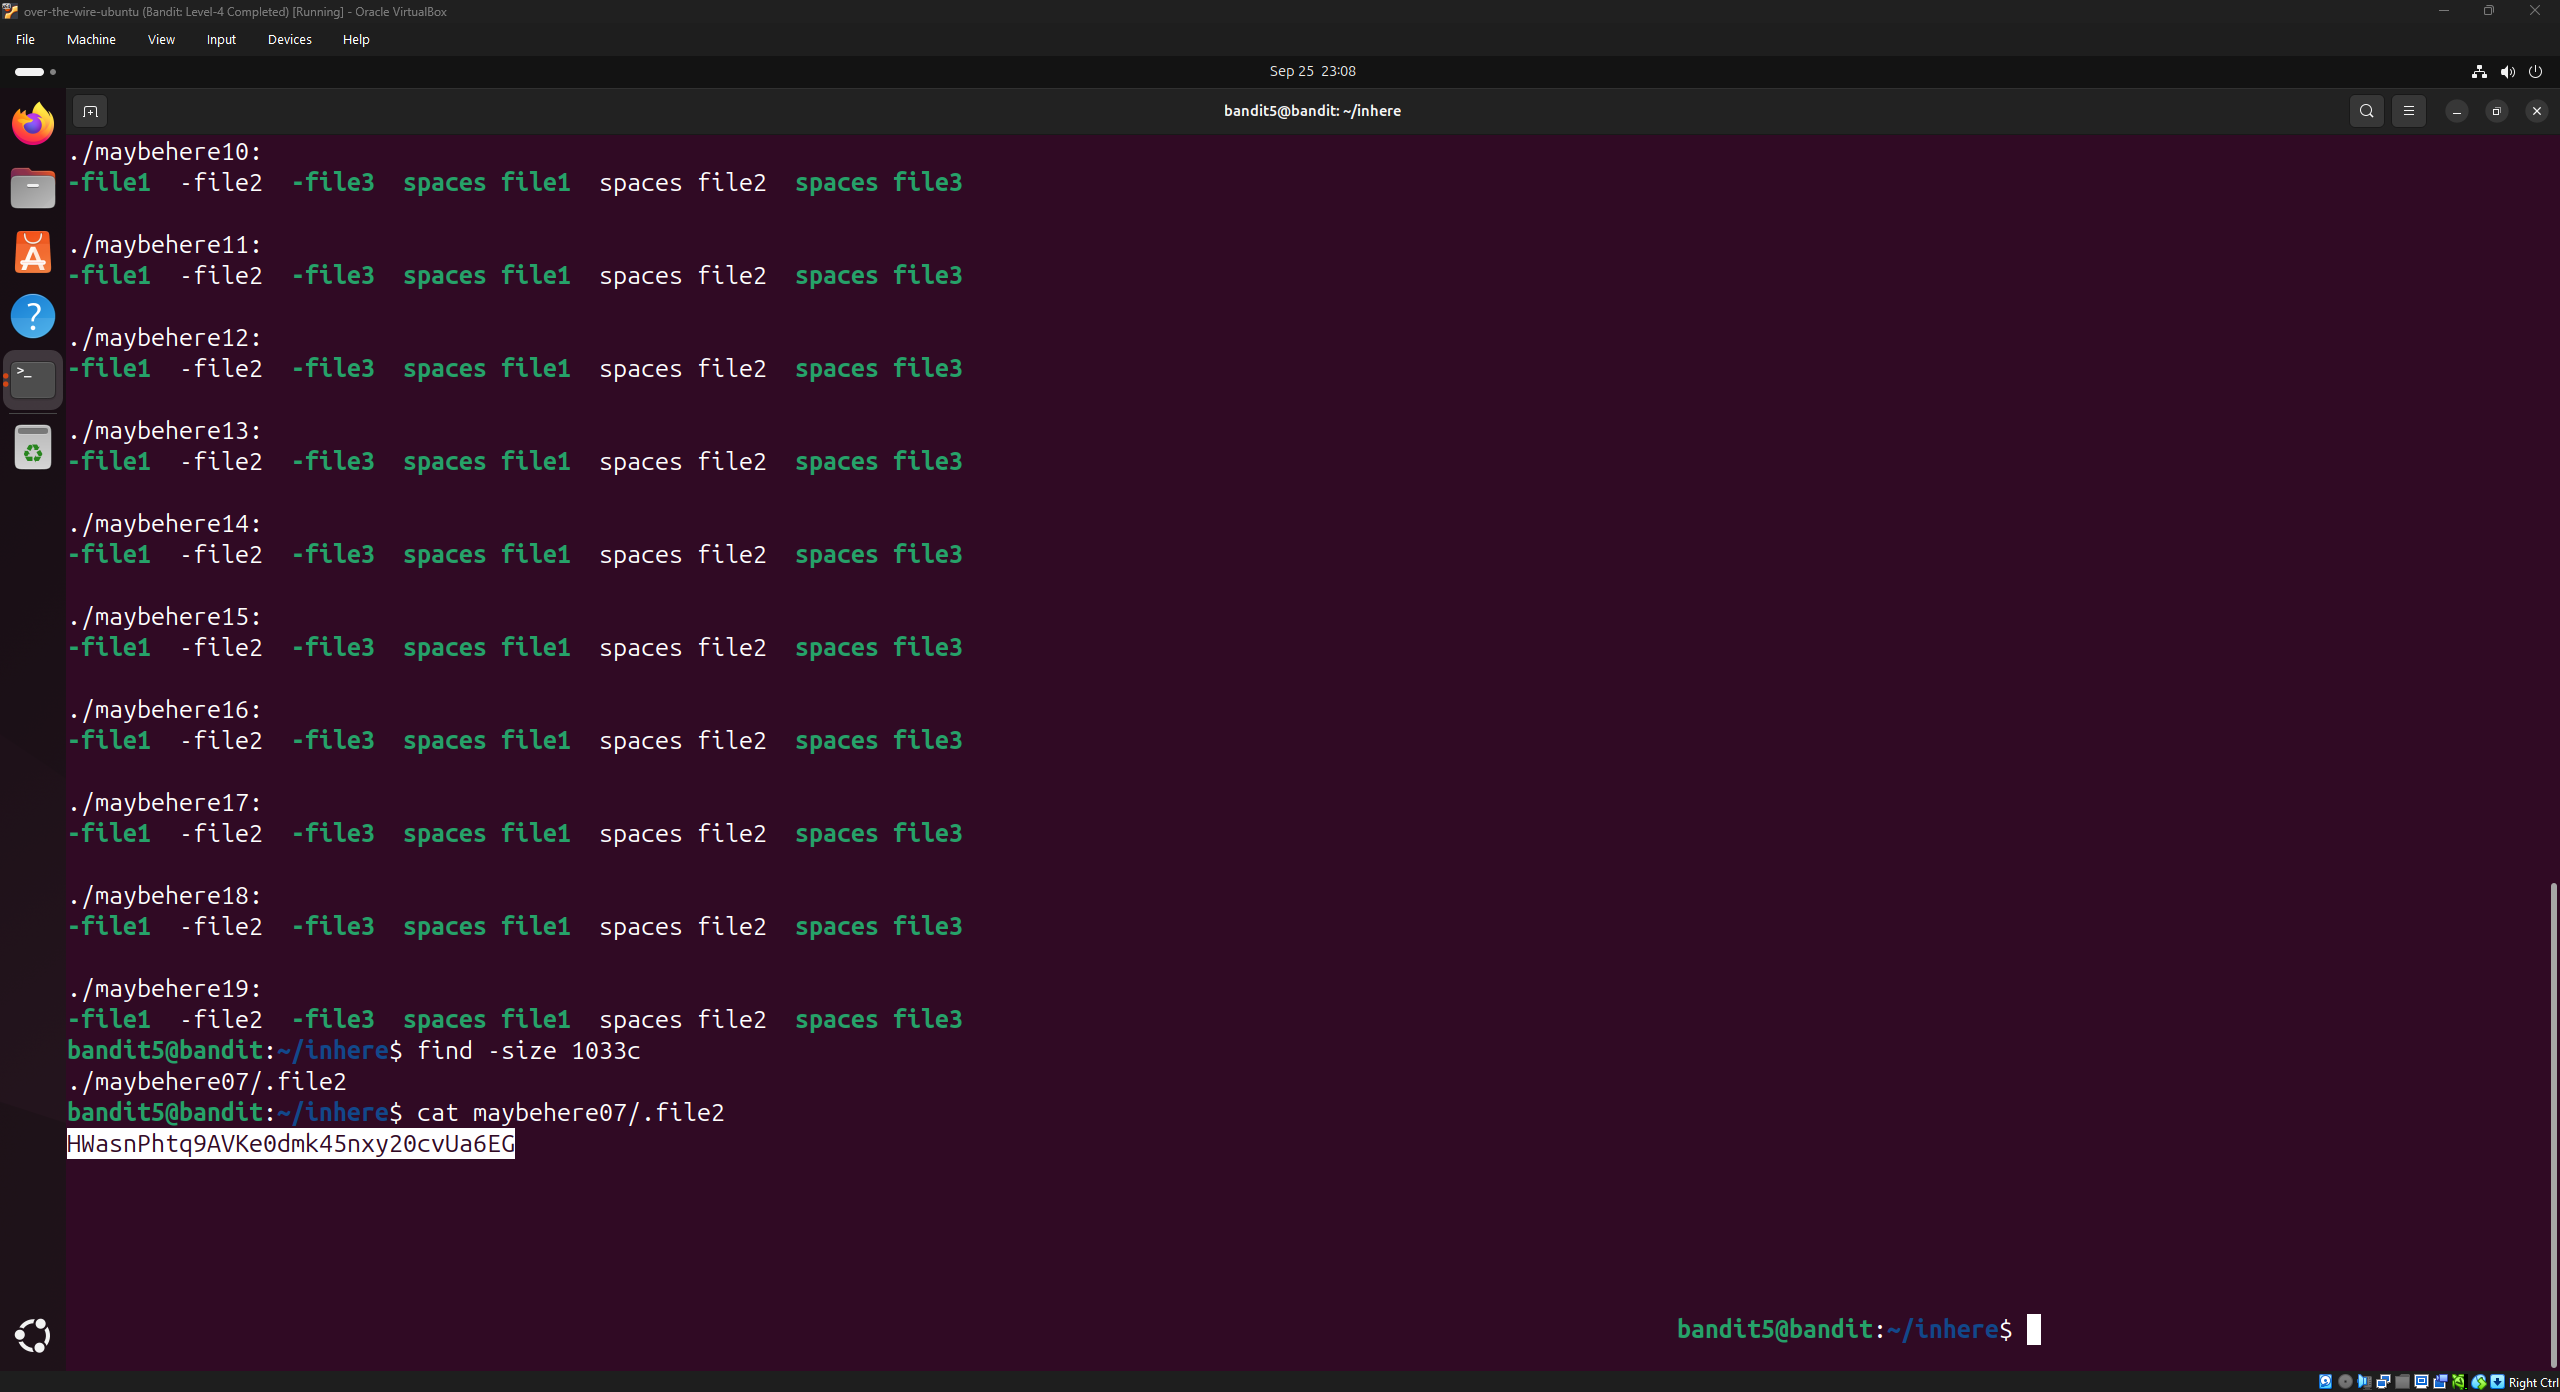 over-the-wire-ubuntu (Bandit: Level-4 Completed) [Running] - Oracle VirtualBox
File Machine View Input Devices Help
Sep 25 23:08
bandit5@bandit: ~/inhere
./maybehere10:
-file1 -file2 -file3 spaces file1 spaces file2 spaces file3
./maybehere11:
-file1 -file2 -file3 spaces file1 spaces file2 spaces file3
./maybehere12:
-file1 -file2 -file3 spaces file1 spaces file2 spaces file3
./maybehere13:
-file1 -file2 -file3 spaces file1 spaces file2 spaces file3
./maybehere14:
-file1 -file2 -file3 spaces file1 spaces file2 spaces file3
./maybehere15:
-file1 -file2 -file3 spaces file1 spaces file2 spaces file3
./maybehere16:
-file1 -file2 -file3 spaces file1 spaces file2 spaces file3
./maybehere17:
-file1 -file2 -file3 spaces file1 spaces file2 spaces file3
./maybehere18:
-file1 -file2 -file3 spaces file1 spaces file2 spaces file3
./maybehere19:
-file1 -file2 -file3 spaces file1 spaces file2 spaces file3
bandit5@bandit:~/inhere$ find -size 1033c
./maybehere07/.file2
bandit5@bandit:~/inhere$ cat maybehere07/.file2
HWasnPhtq9AVKe0dmk45nxy20cvUa6EG
bandit5@bandit:~/inhere$
Right Ctrl